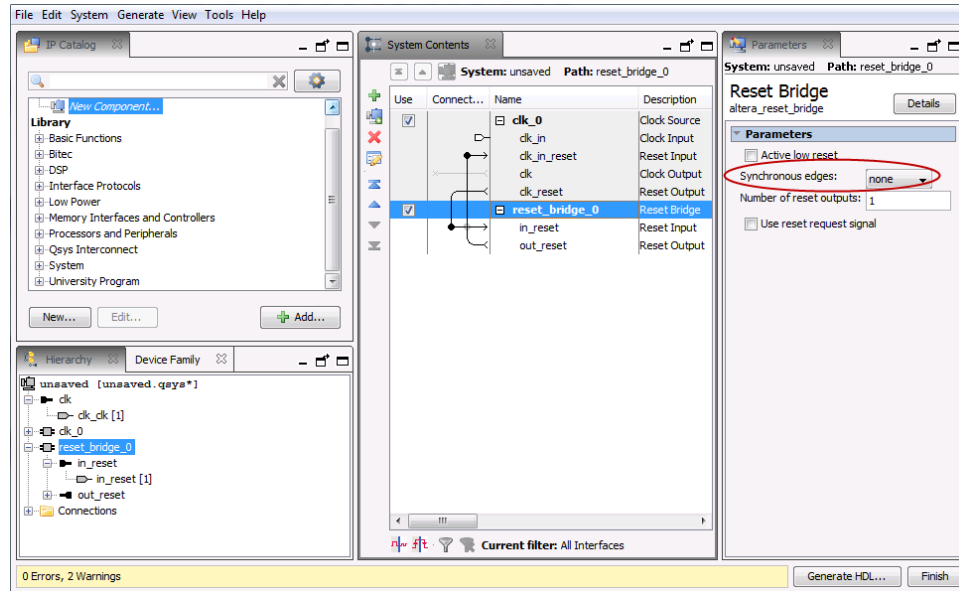 File Edit System Generate View Tools Help
IP Catalog
New Component...
Library
Basic Functions
Bitec
DSP
Interface Protocols
Low Power
Memory Interfaces and Controllers
Processors and Peripherals
Qsys Interconnect
System
University Program
New... Edit... Add...
Hierarchy Device Family
unsaved [unsaved.qsys*]
clk
clk_clk [1]
clk_0
reset_bridge_0
in_reset
in_reset [1]
out_reset
Connections
System Contents
System: unsaved Path: reset_bridge_0
Use Connect... Name Description
clk_0 Clock Source
clk_in Clock Input
clk_in_reset Reset Input
clk Clock Output
clk_reset Reset Output
reset_bridge_0 Reset Bridge
in_reset Reset Input
out_reset Reset Output
Current filter: All Interfaces
Parameters
System: unsaved Path: reset_bridge_0
Reset Bridge
altera_reset_bridge
Details
Parameters
Active low reset
Synchronous edges: none
Number of reset outputs: 1
Use reset request signal
0 Errors, 2 Warnings
Generate HDL... Finish